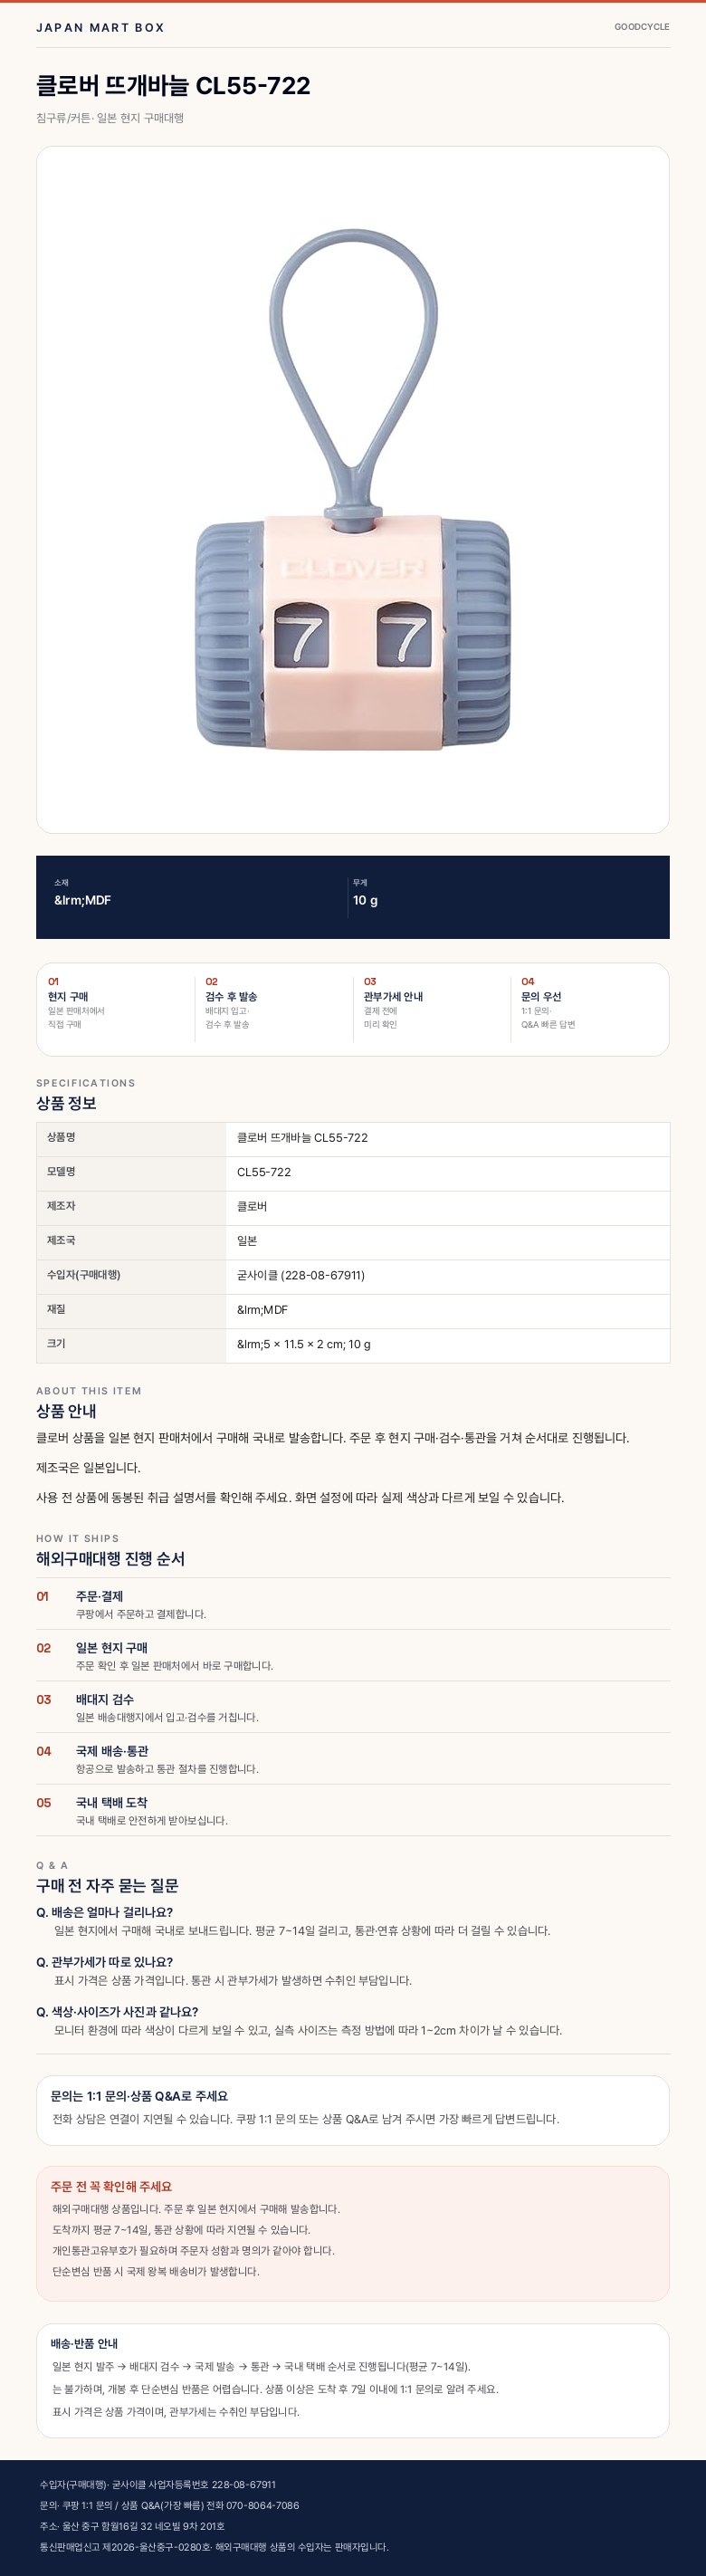 JAPAN MART BOX
GOODCYCLE
클로버 뜨개바늘 CL55-722
침구류/커튼· 일본 현지 구매대행
CLOVER
7 7
소재
&lrm;MDF
무게
10 g
01
현지 구매
일본 판매처에서
직접 구매
02
검수 후 발송
배대지 입고·
검수 후 발송
03
관부가세 안내
결제 전에
미리 확인
04
문의 우선
1:1 문의·
Q&A 빠른 답변
SPECIFICATIONS
상품 정보
상품명 클로버 뜨개바늘 CL55-722
모델명 CL55-722
제조자 클로버
제조국 일본
수입자(구매대행) 굳사이클 (228-08-67911)
재질 &lrm;MDF
크기 &lrm;5 × 11.5 × 2 cm; 10 g
ABOUT THIS ITEM
상품 안내
클로버 상품을 일본 현지 판매처에서 구매해 국내로 발송합니다. 주문 후 현지 구매·검수·통관을 거쳐 순서대로 진행됩니다.
제조국은 일본입니다.
사용 전 상품에 동봉된 취급 설명서를 확인해 주세요. 화면 설정에 따라 실제 색상과 다르게 보일 수 있습니다.
HOW IT SHIPS
해외구매대행 진행 순서
01 주문·결제
쿠팡에서 주문하고 결제합니다.
02 일본 현지 구매
주문 확인 후 일본 판매처에서 바로 구매합니다.
03 배대지 검수
일본 배송대행지에서 입고·검수를 거칩니다.
04 국제 배송·통관
항공으로 발송하고 통관 절차를 진행합니다.
05 국내 택배 도착
국내 택배로 안전하게 받아보십니다.
Q & A
구매 전 자주 묻는 질문
Q. 배송은 얼마나 걸리나요?
일본 현지에서 구매해 국내로 보내드립니다. 평균 7~14일 걸리고, 통관·연휴 상황에 따라 더 걸릴 수 있습니다.
Q. 관부가세가 따로 있나요?
표시 가격은 상품 가격입니다. 통관 시 관부가세가 발생하면 수취인 부담입니다.
Q. 색상·사이즈가 사진과 같나요?
모니터 환경에 따라 색상이 다르게 보일 수 있고, 실측 사이즈는 측정 방법에 따라 1~2cm 차이가 날 수 있습니다.
문의는 1:1 문의·상품 Q&A로 주세요
전화 상담은 연결이 지연될 수 있습니다. 쿠팡 1:1 문의 또는 상품 Q&A로 남겨 주시면 가장 빠르게 답변드립니다.
주문 전 꼭 확인해 주세요
해외구매대행 상품입니다. 주문 후 일본 현지에서 구매해 발송합니다.
도착까지 평균 7~14일, 통관 상황에 따라 지연될 수 있습니다.
개인통관고유부호가 필요하며 주문자 성함과 명의가 같아야 합니다.
단순변심 반품 시 국제 왕복 배송비가 발생합니다.
배송·반품 안내
일본 현지 발주 → 배대지 검수 → 국제 발송 → 통관 → 국내 택배 순서로 진행됩니다(평균 7~14일).
는 불가하며, 개봉 후 단순변심 반품은 어렵습니다. 상품 이상은 도착 후 7일 이내에 1:1 문의로 알려 주세요.
표시 가격은 상품 가격이며, 관부가세는 수취인 부담입니다.
수입자(구매대행)· 굳사이클 사업자등록번호 228-08-67911
문의· 쿠팡 1:1 문의 / 상품 Q&A(가장 빠름) 전화 070-8064-7086
주소· 울산 중구 함월16길 32 네오빌 9차 201호
통신판매업신고 제2026-울산중구-0280호· 해외구매대행 상품의 수입자는 판매자입니다.